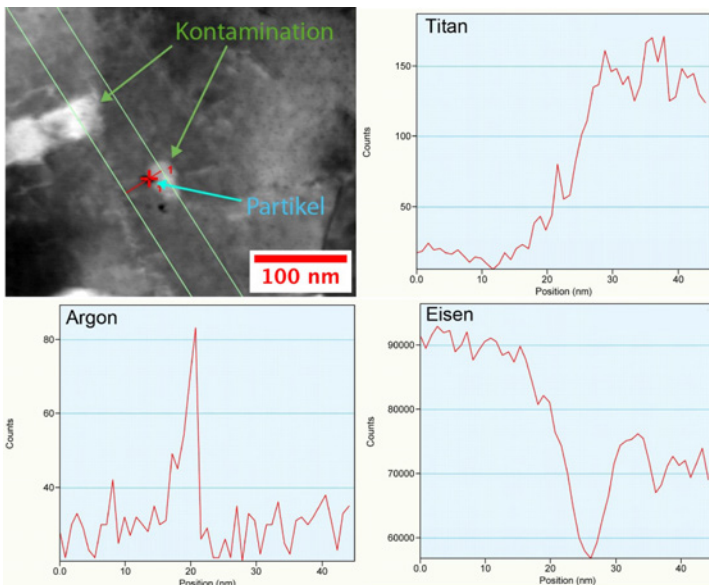 Kontamination
Partikel
100 nm
Titan
Counts
150
100
50
0.0
10
20
30
40
Position (nm)
Argon
Counts
80
60
40
0.0
10
20
30
40
Position (nm)
Eisen
Counts
90000
80000
70000
60000
0.0
10
20
30
40
Position (nm)